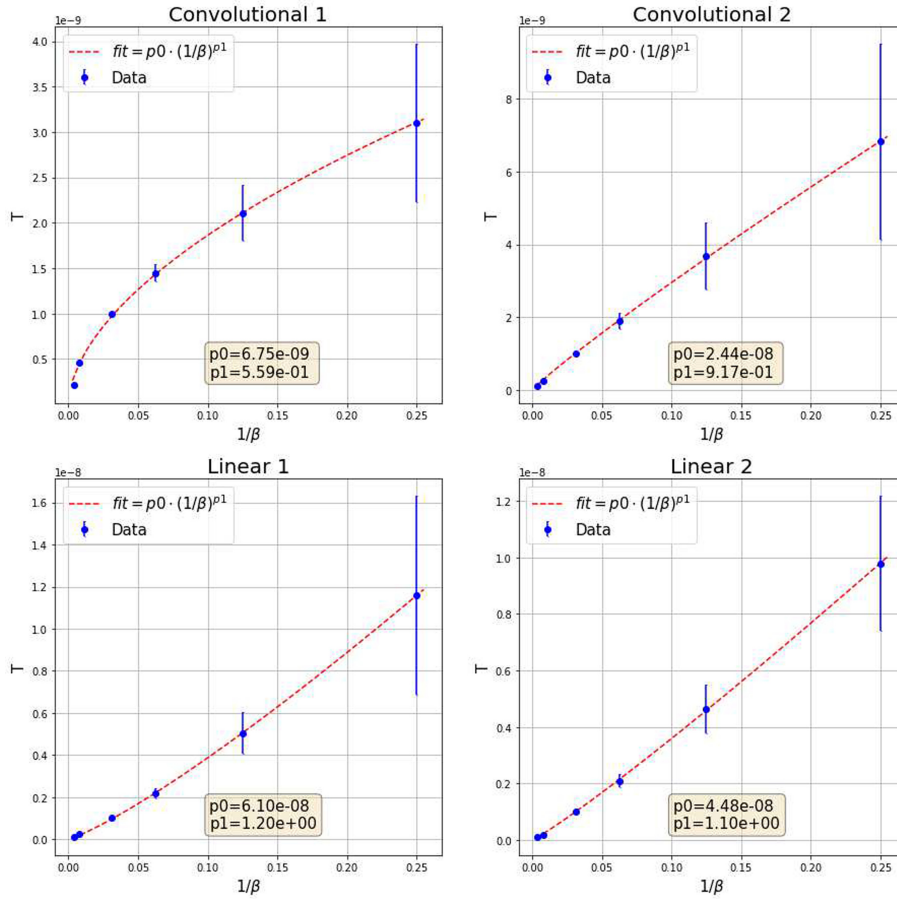 Convolutional 1
1e−9
fit = p0 · (1/β)^{p1}
Data
4.0
3.5
3.0
2.5
2.0
1.5
1.0
0.5
T
p0=6.75e-09
p1=5.59e-01
0.00 0.05 0.10 0.15 0.20 0.25
1/β
Convolutional 2
1e−9
fit = p0 · (1/β)^{p1}
Data
8
6
4
2
0
T
p0=2.44e-08
p1=9.17e-01
0.00 0.05 0.10 0.15 0.20 0.25
1/β
Linear 1
1e−8
fit = p0 · (1/β)^{p1}
Data
1.6
1.4
1.2
1.0
0.8
0.6
0.4
0.2
0.0
T
p0=6.10e-08
p1=1.20e+00
0.00 0.05 0.10 0.15 0.20 0.25
1/β
Linear 2
1e−8
fit = p0 · (1/β)^{p1}
Data
1.2
1.0
0.8
0.6
0.4
0.2
0.0
T
p0=4.48e-08
p1=1.10e+00
0.00 0.05 0.10 0.15 0.20 0.25
1/β